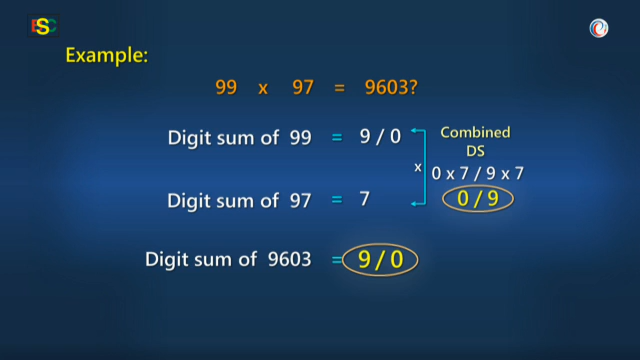 ESC
Example:
99 x 97 = 9603?
Digit sum of 99 = 9 / 0
Combined
DS
x
0 x 7 / 9 x 7
Digit sum of 97 = 7
0 / 9
Digit sum of 9603 = 9 / 0